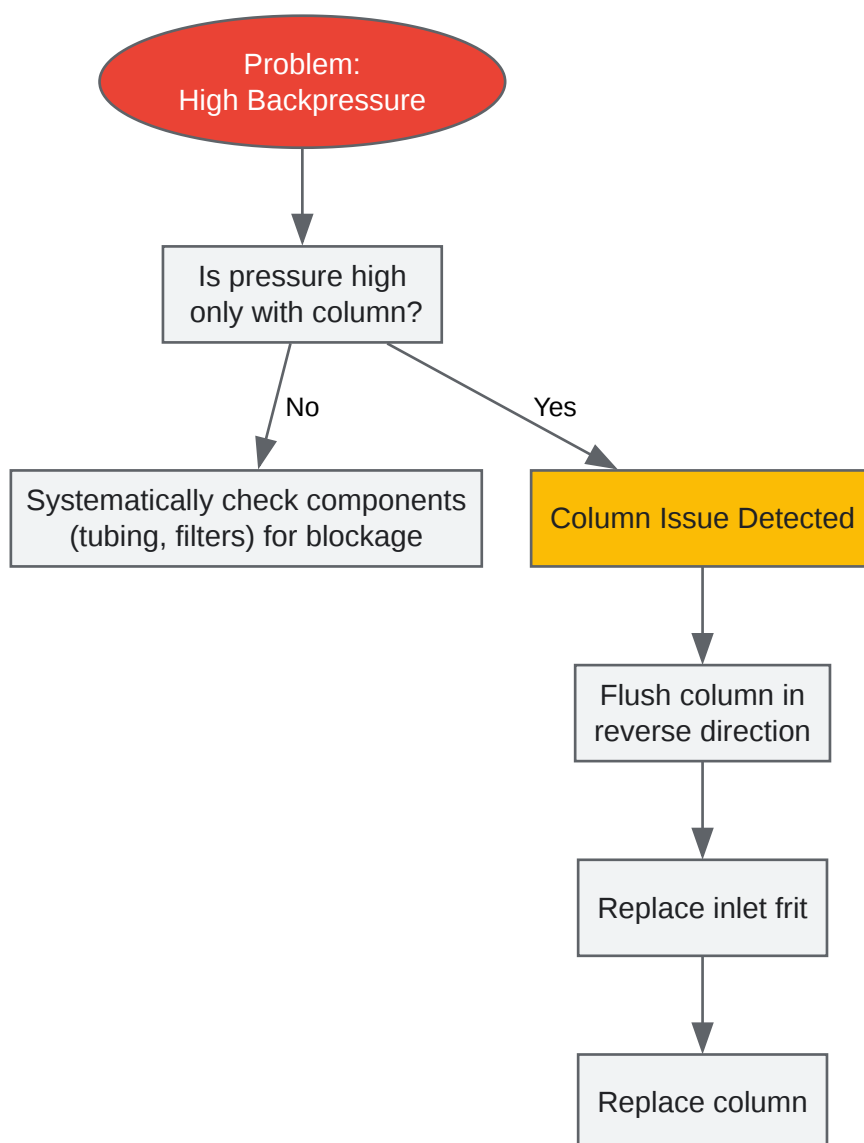 Problem:
High Backpressure
Is pressure high
only with column?
No
Yes
Systematically check components
(tubing, filters) for blockage
Column Issue Detected
Flush column in
reverse direction
Replace inlet frit
Replace column